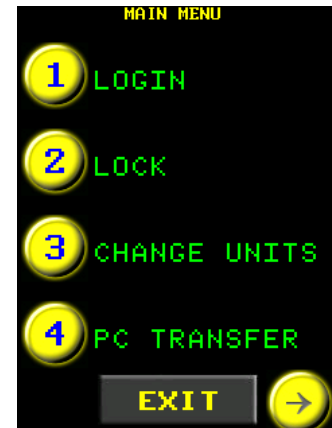 MAIN MENU
1 LOGIN
2 LOCK
3 CHANGE UNITS
4 PC TRANSFER
EXIT →